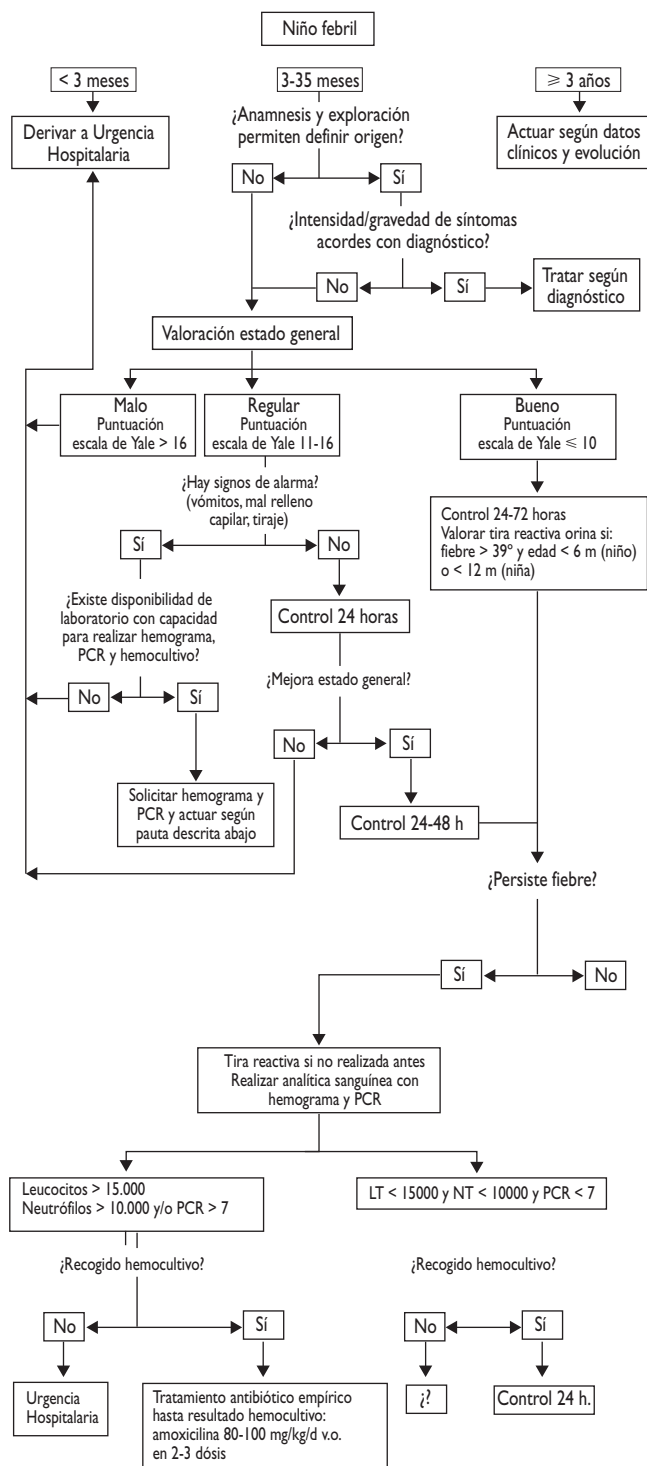 Niño febril
< 3 meses
3-35 meses
≥ 3 años
Derivar a Urgencia
Hospitalaria
¿Anamnesis y exploración
permiten definir origen?
Actuar según datos
clínicos y evolución
No
Sí
¿Intensidad/gravedad de síntomas
acordes con diagnóstico?
No
Sí
Tratar según
diagnóstico
Valoración estado general
Malo
Puntuación
escala de Yale > 16
Regular
Puntuación
escala de Yale 11-16
Bueno
Puntuación
escala de Yale ≤ 10
¿Hay signos de alarma?
(vómitos, mal relleno
capilar, tiraje)
Control 24-72 horas
Valorar tira reactiva orina si:
fiebre > 39° y edad < 6 m (niño)
o < 12 m (niña)
Sí
No
¿Existe disponibilidad de
laboratorio con capacidad
para realizar hemograma,
PCR y hemocultivo?
Control 24 horas
¿Mejora estado general?
No
Sí
No
Sí
Solicitar hemograma y
PCR y actuar según
pauta descrita abajo
Control 24-48 h
¿Persiste fiebre?
Sí
No
Tira reactiva si no realizada antes
Realizar analítica sanguínea con
hemograma y PCR
Leucocitos > 15.000
Neutrófilos > 10.000 y/o PCR > 7
LT < 15000 y NT < 10000 y PCR < 7
¿Recogido hemocultivo?
¿Recogido hemocultivo?
No
Sí
No
Sí
Urgencia
Hospitalaria
Tratamiento antibiótico empírico
hasta resultado hemocultivo:
amoxicilina 80-100 mg/kg/d v.o.
en 2-3 dósis
¿?
Control 24 h.